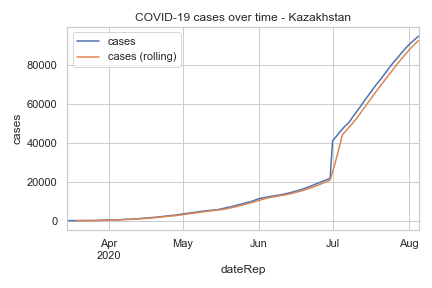 COVID-19 cases over time - Kazakhstan
cases
cases (rolling)
80000
60000
40000
20000
0
cases
Apr
2020
May
Jun
Jul
Aug
dateRep